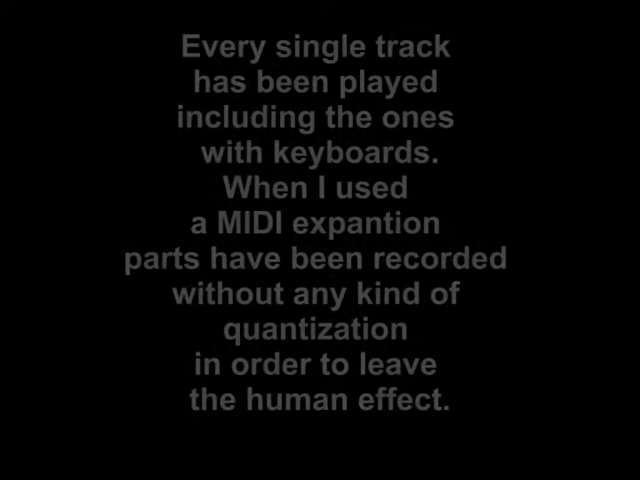 Every single track
has been played
including the ones
with keyboards.
When I used
a MIDI expantion
parts have been recorded
without any kind of
quantization
in order to leave
the human effect.